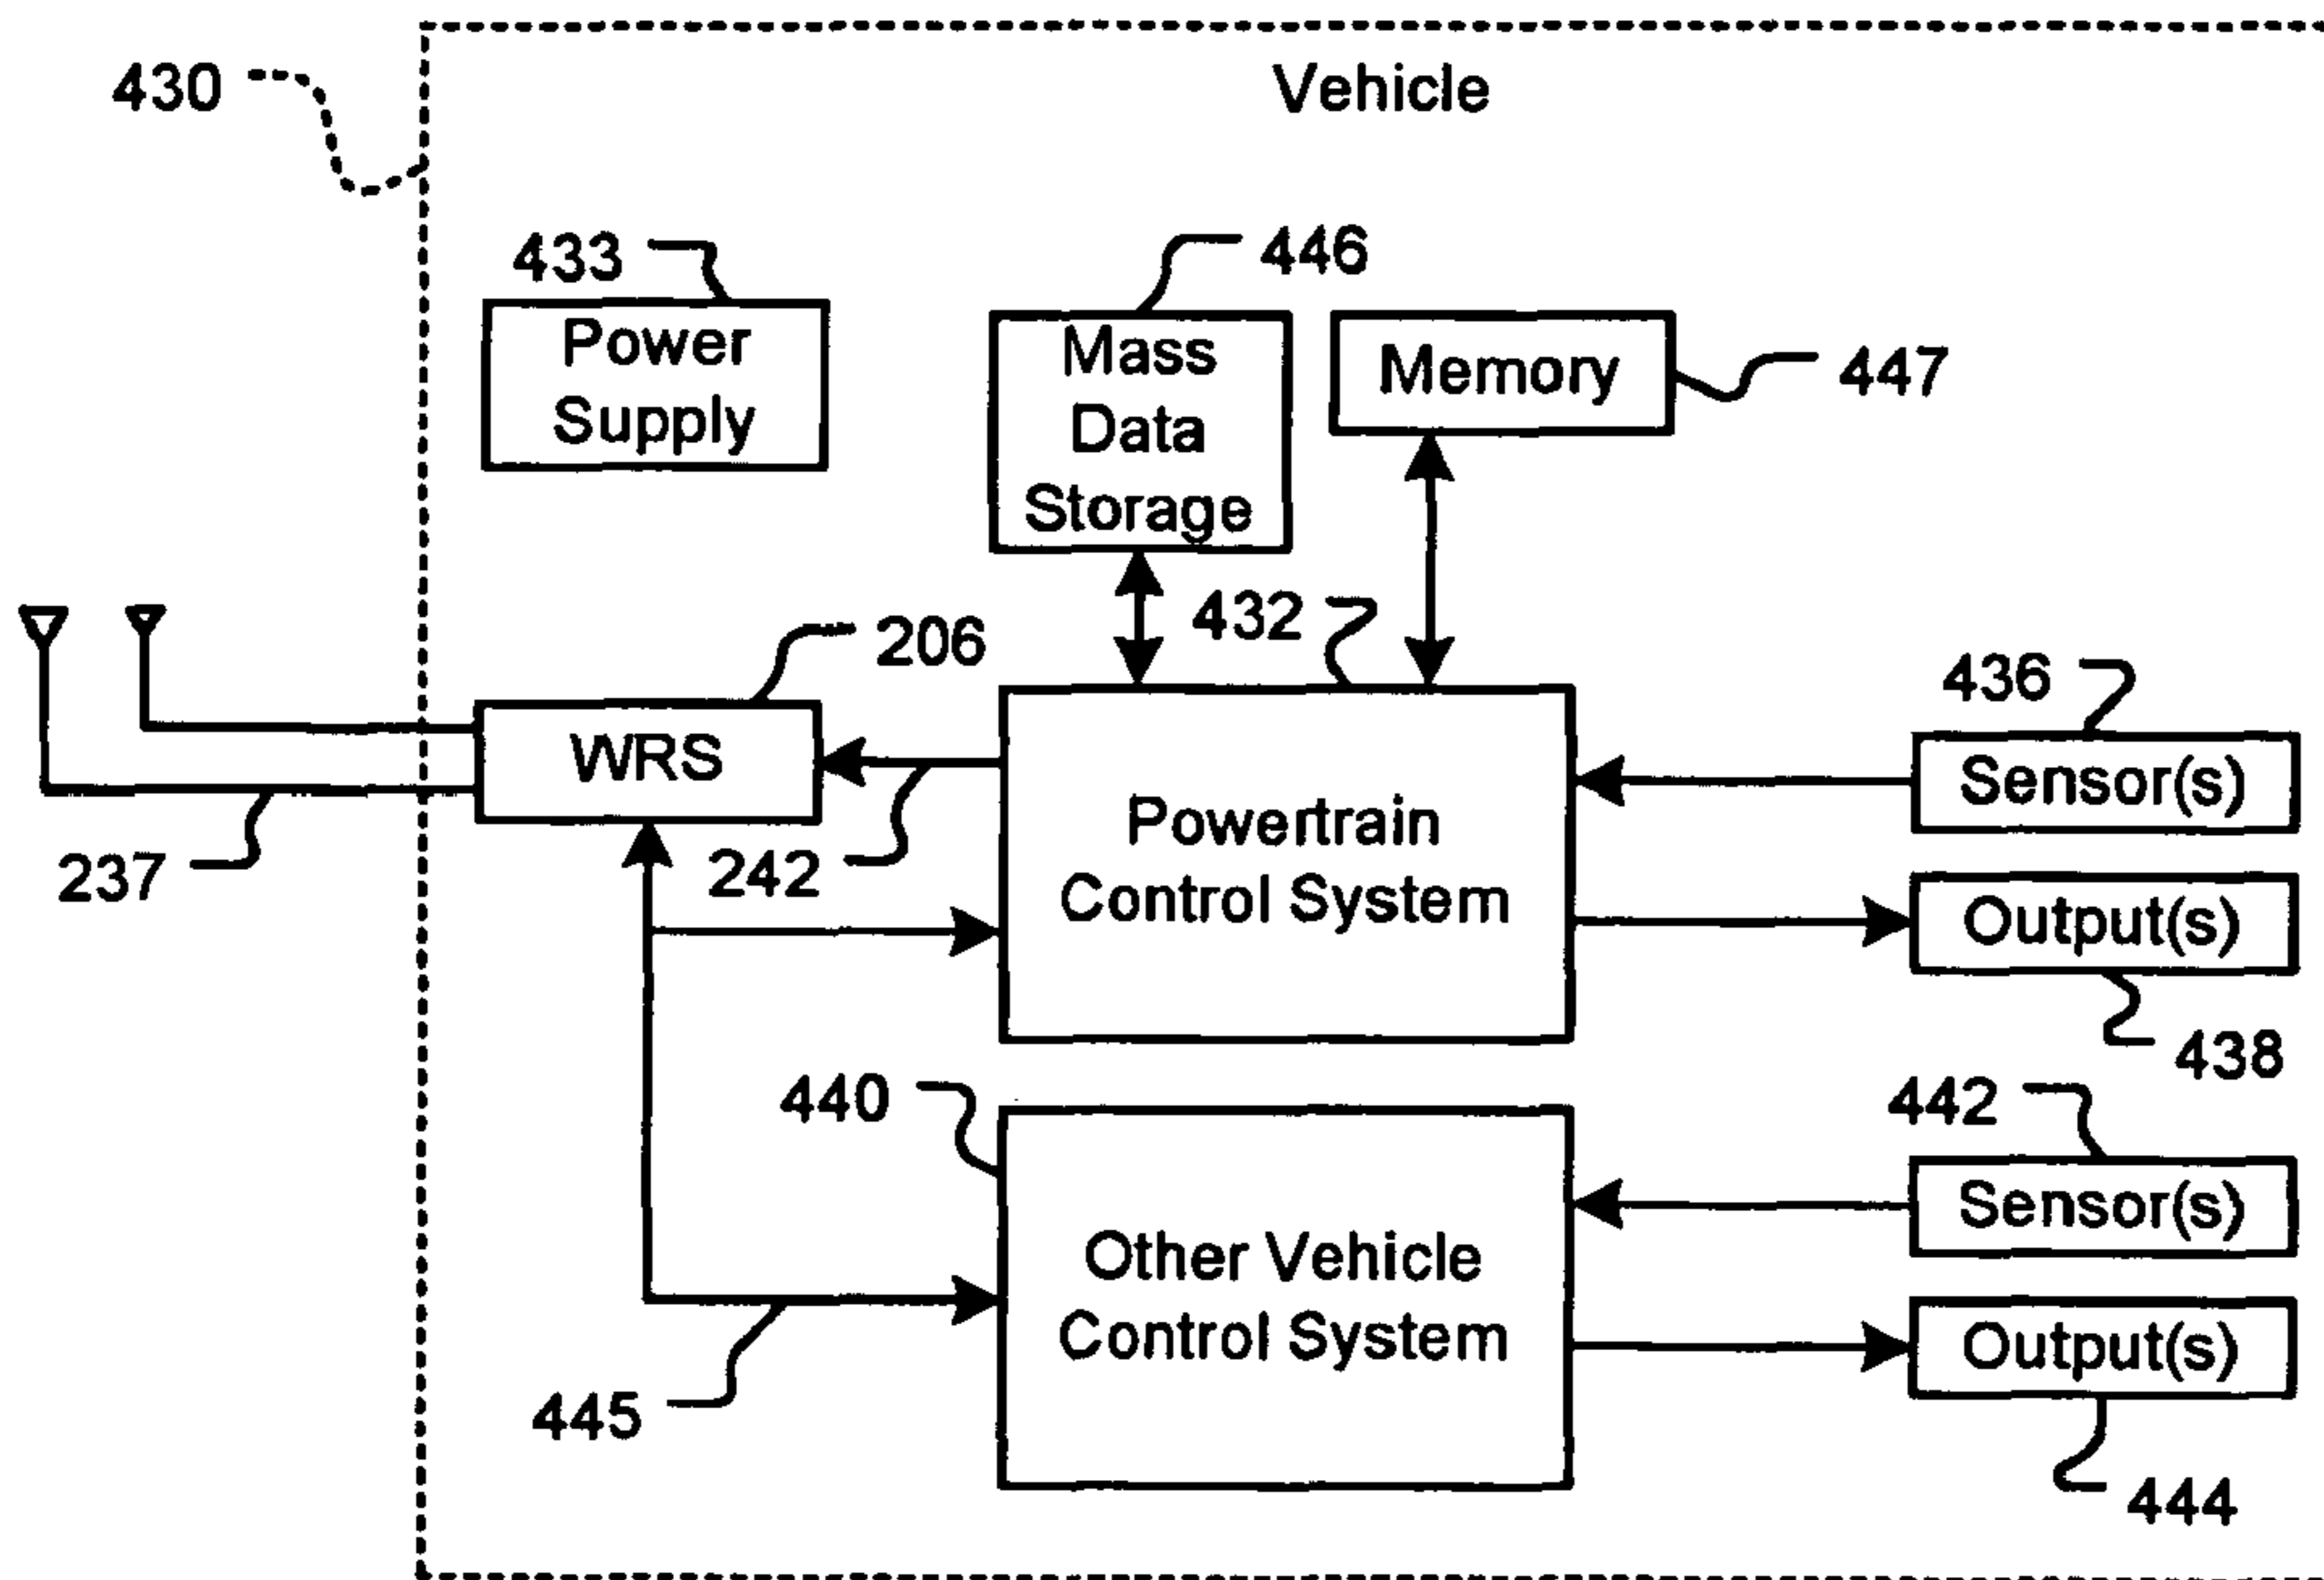 430
Vehicle
433
Power
Supply
446
Mass
Data
Storage
Memory
447
432
206
WRS
237
242
Powertrain
Control System
436
Sensor(s)
Output(s)
438
440
Other Vehicle
Control System
445
442
Sensor(s)
Output(s)
444